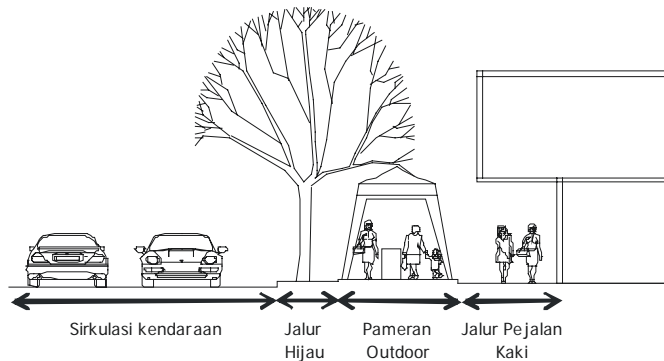 Sirkulasi kendaraan
Jalur
Hijau
Pameran
Outdoor
Jalur Pejalan
Kaki